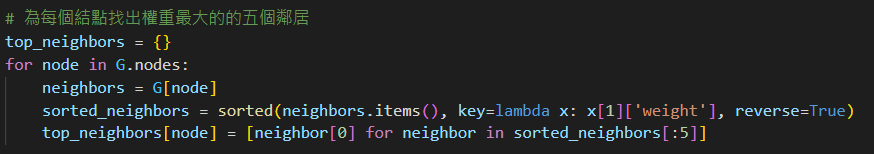 # 為每個結點找出權重最大的的五個鄰居
top_neighbors = {}
for node in G.nodes:
    neighbors = G[node]
    sorted_neighbors = sorted(neighbors.items(), key=lambda x: x[1]['weight'], reverse=True)
    top_neighbors[node] = [neighbor[0] for neighbor in sorted_neighbors[:5]]